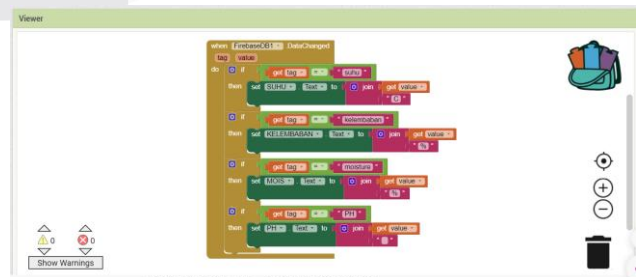 Viewer
when FirebaseDB1 DataChanged
tag value
do if get tag = " suhu "
then set SUHU Text to join get value
" C "
if get tag = " kelembaban "
then set KELEMBABAN Text to join get value
" % "
if get tag = " moisture "
then set MOIS Text to join get value
" % "
if get tag = " PH "
then set PH Text to join get value
" "
0 0
Show Warnings